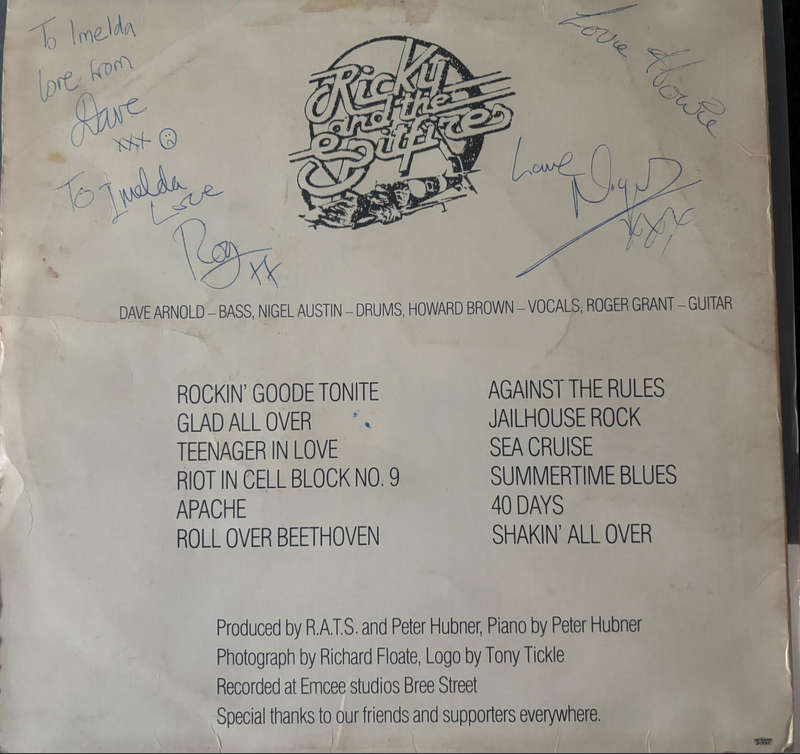 To Imelda
love from
Dave
xxx
To Imelda
Love
Rog
xx
Ricky
and the
Spitfires
Love Howie
Love
Nigel
xxx
DAVE ARNOLD – BASS, NIGEL AUSTIN – DRUMS, HOWARD BROWN – VOCALS, ROGER GRANT – GUITAR
ROCKIN' GOODE TONITE
GLAD ALL OVER
TEENAGER IN LOVE
RIOT IN CELL BLOCK NO. 9
APACHE
ROLL OVER BEETHOVEN
AGAINST THE RULES
JAILHOUSE ROCK
SEA CRUISE
SUMMERTIME BLUES
40 DAYS
SHAKIN' ALL OVER
Produced by R.A.T.S. and Peter Hubner, Piano by Peter Hubner
Photograph by Richard Floate, Logo by Tony Tickle
Recorded at Emcee studios Bree Street
Special thanks to our friends and supporters everywhere.